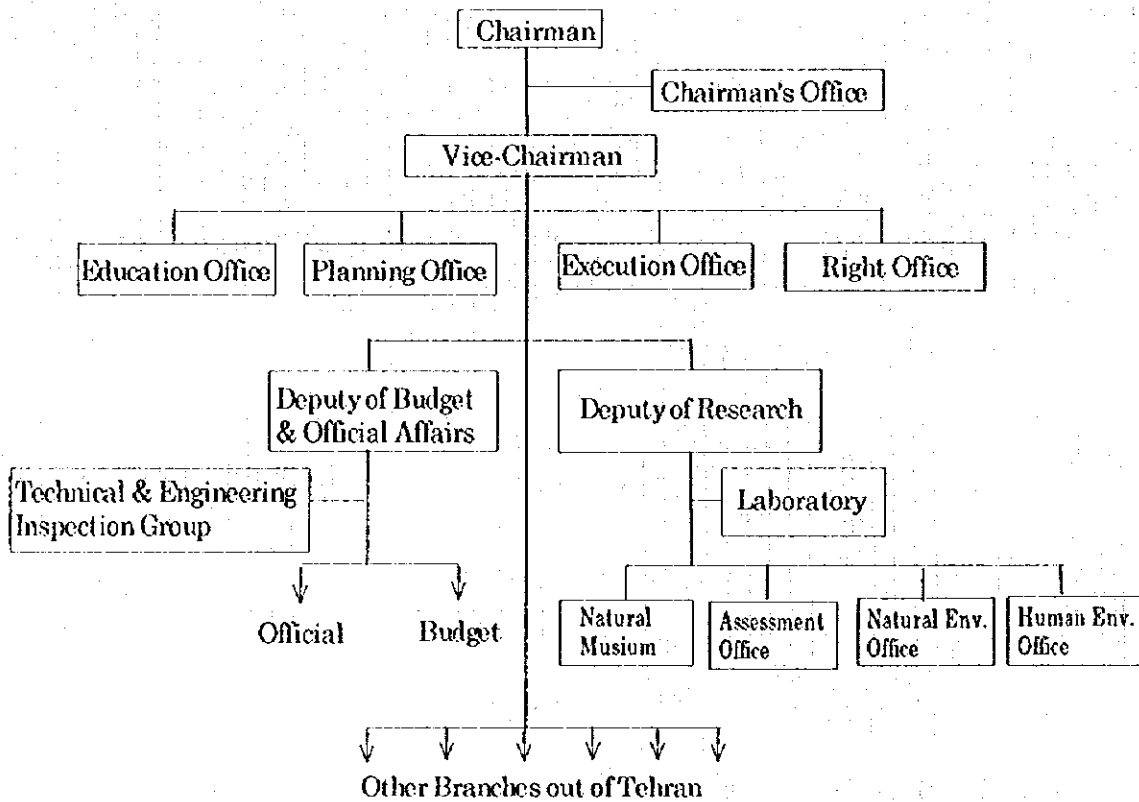 Chairman
Chairman's Office
Vice-Chairman
Education Office
Planning Office
Execution Office
Right Office
Deputy of Budget
& Official Affairs
Deputy of Research
Technical & Engineering
Inspection Group
Laboratory
Official
Budget
Natural
Musium
Assessment
Office
Natural Env.
Office
Human Env.
Office
Other Branches out of Tehran